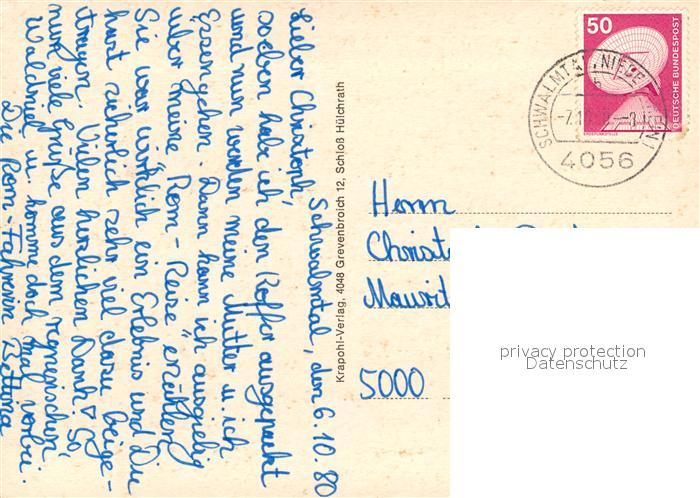 Schwalmtal, den 6.10.80
Lieber Christoph,
soeben habe ich den Koffer ausgepackt
und nun werden meine Mutter u. ich
Essen gehen. Dann kann ich ausgiebig
über meine Rom-Reise "erzählen".
Sie war wirklich ein Erlebnis und Du
hast sicherlich sehr viel dazu beige-
tragen. Vielen herzlichen Dank! So,
nun viele Grüße aus dem regnerischen
Waldniel u. komme doch mal vorbei.
Die Rom-Fahrerin Bettina
Krapohl-Verlag, 4048 Grevenbroich 12, Schloß Hülchrath
50
DEUTSCHE BUNDESPOST
ERDEFUNKSTELLE
SCHWALMTAL
4056
Herrn
5000
privacy protection
Datenschutz